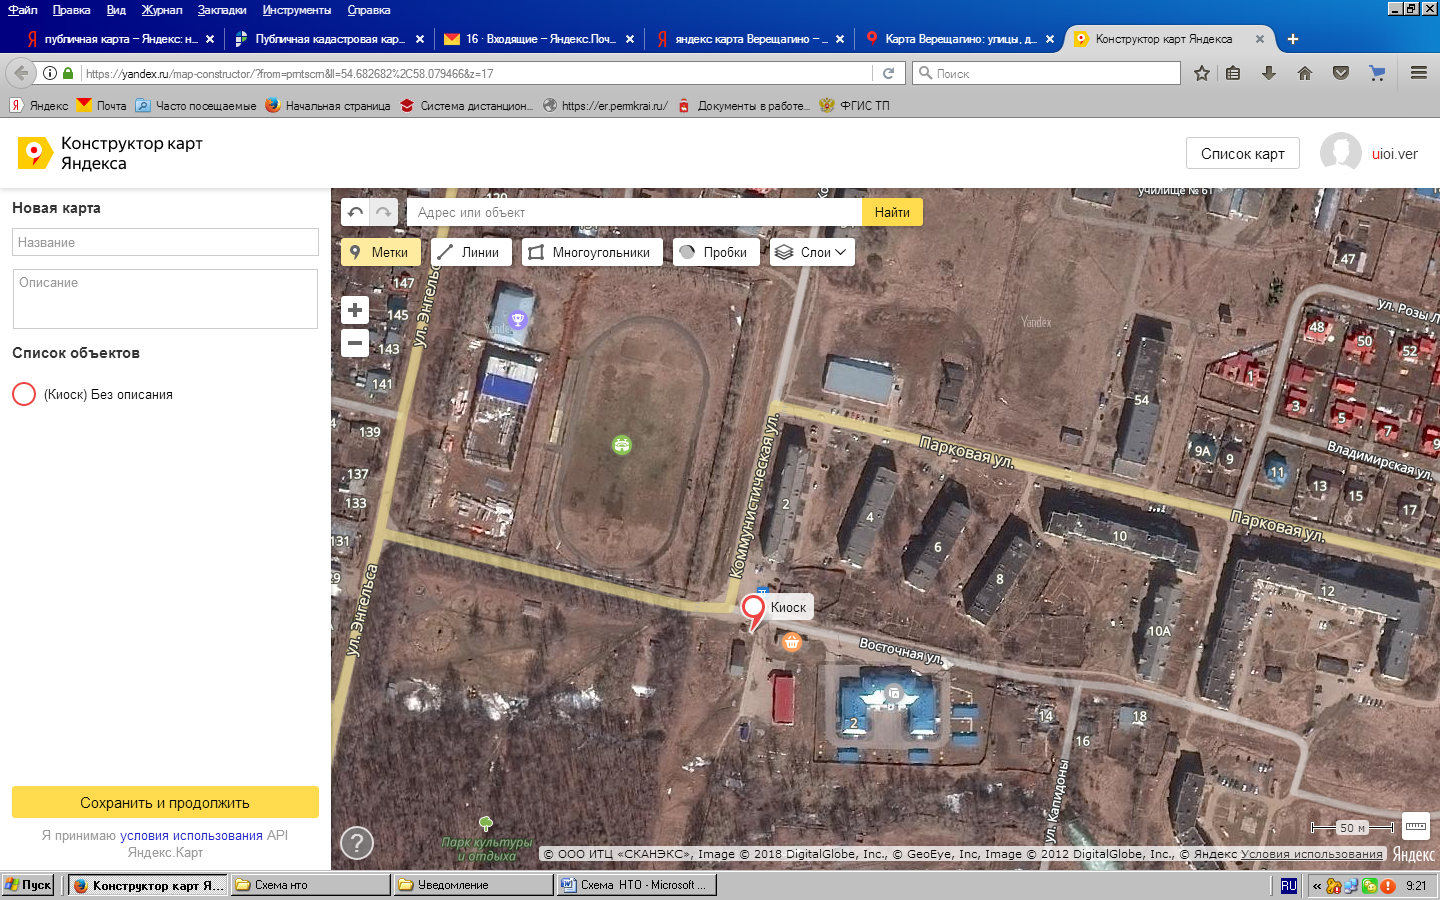 Файл Правка Вид Журнал Закладки Инструменты Справка
публичная карта – Яндекс: н...
Публичная кадастровая кар...
16 · Входящие – Яндекс.Поч...
яндекс карта Верещагино – ...
Карта Верещагино: улицы, д...
Конструктор карт Яндекса
https://yandex.ru/map-constructor/?from=prntscrn&ll=54.682682%2C58.079466&z=17
Поиск
Яндекс
Почта
Часто посещаемые
Начальная страница
Система дистанцион...
https://er.permkrai.ru/
Документы в работе...
ФГИС ТП
Конструктор карт
Яндекса
Список карт
uioi.ver
Новая карта
Название
Описание
Список объектов
(Киоск) Без описания
Сохранить и продолжить
Я принимаю условия использования API
Яндекс.Карт
Адрес или объект
Найти
Метки
Линии
Многоугольники
Пробки
Слои
училище № 61
47
147
145
143
141
139
137
133
131
ул. Энгельса
ул. Энгельса
Yandex
ул. Розы Л
48
50
52
54
1
3
5
7
9
9А
9
11
13
15
17
Владимирская ул.
Парковая ул.
Парковая ул.
Коммунистическая ул.
2
4
6
8
10
10А
12
Киоск
Восточная ул.
2
14
16
18
ул. Капидоны
Парк культуры
и отдыха
50 м
© ООО ИТЦ «СКАНЭКС», Image © 2018 DigitalGlobe, Inc., © GeoEye, Inc, Image © 2012 DigitalGlobe, Inc., © Яндекс Условия использования
Яндекс
Пуск
Конструктор карт Я...
Схема нто
Уведомление
Схема НТО - Microsoft ...
RU
9:21